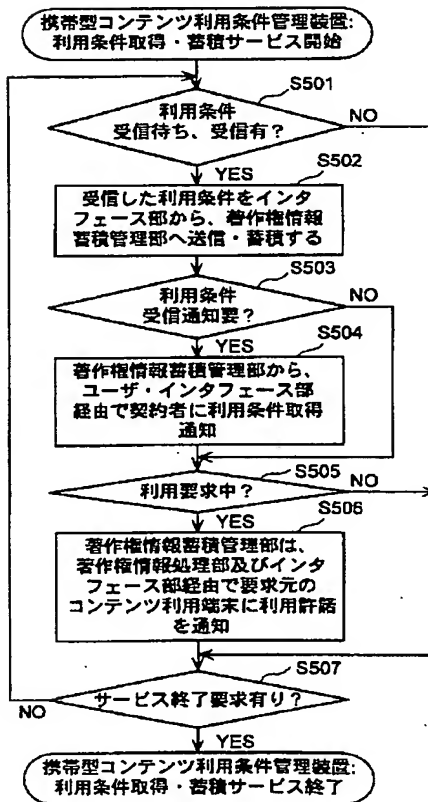 携帯型コンテンツ利用条件管理装置:
利用条件取得・蓄積サービス開始
S501
利用条件
受信待ち、受信有?
NO
YES
S502
受信した利用条件をインタ
フェース部から、著作権情報
蓄積管理部へ送信・蓄積する
S503
利用条件
受信通知要?
NO
YES
S504
著作権情報蓄積管理部から、
ユーザ・インタフェース部
経由で契約者に利用条件取得
通知
S505
利用要求中?
NO
YES
S506
著作権情報蓄積管理部は、
著作権情報処理部及びインタ
フェース部経由で要求元の
コンテンツ利用端末に利用許諾
を通知
S507
サービス終了要求有り?
NO
YES
携帯型コンテンツ利用条件管理装置:
利用条件取得・蓄積サービス終了